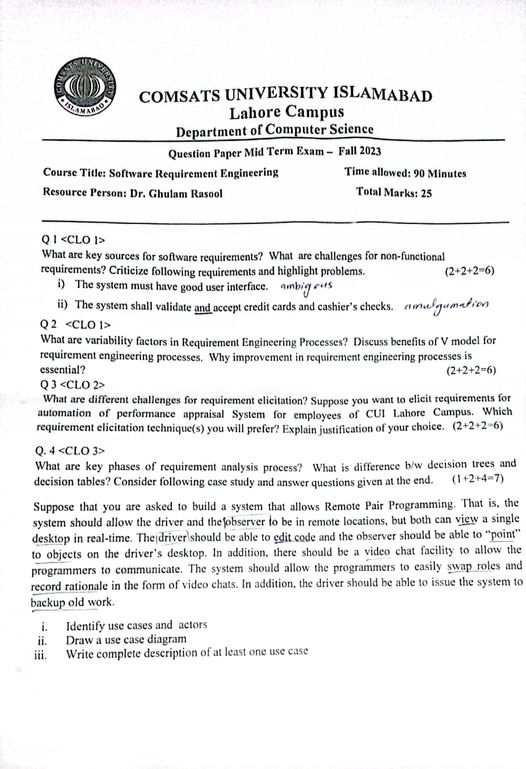 COMSATS UNIVERSITY ISLAMABAD
COMSATS UNIVERSITY ISLAMABAD
Lahore Campus
Department of Computer Science
Question Paper Mid Term Exam – Fall 2023
Course Title: Software Requirement Engineering Time allowed: 90 Minutes
Resource Person: Dr. Ghulam Rasool Total Marks: 25
Q 1 <CLO 1>
What are key sources for software requirements? What are challenges for non-functional
requirements? Criticize following requirements and highlight problems. (2+2+2=6)
i) The system must have good user interface. ambigous
ii) The system shall validate and accept credit cards and cashier's checks. amulgumation
Q 2 <CLO 1>
What are variability factors in Requirement Engineering Processes? Discuss benefits of V model for
requirement engineering processes. Why improvement in requirement engineering processes is
essential? (2+2+2=6)
Q 3 <CLO 2>
What are different challenges for requirement elicitation? Suppose you want to elicit requirements for
automation of performance appraisal System for employees of CUI Lahore Campus. Which
requirement elicitation technique(s) you will prefer? Explain justification of your choice. (2+2+2=6)
Q. 4 <CLO 3>
What are key phases of requirement analysis process? What is difference b/w decision trees and
decision tables? Consider following case study and answer questions given at the end. (1+2+4=7)
Suppose that you are asked to build a system that allows Remote Pair Programming. That is, the
system should allow the driver and the observer to be in remote locations, but both can view a single
desktop in real-time. The driver should be able to edit code and the observer should be able to "point"
to objects on the driver's desktop. In addition, there should be a video chat facility to allow the
programmers to communicate. The system should allow the programmers to easily swap roles and
record rationale in the form of video chats. In addition, the driver should be able to issue the system to
backup old work.
i. Identify use cases and actors
ii. Draw a use case diagram
iii. Write complete description of at least one use case